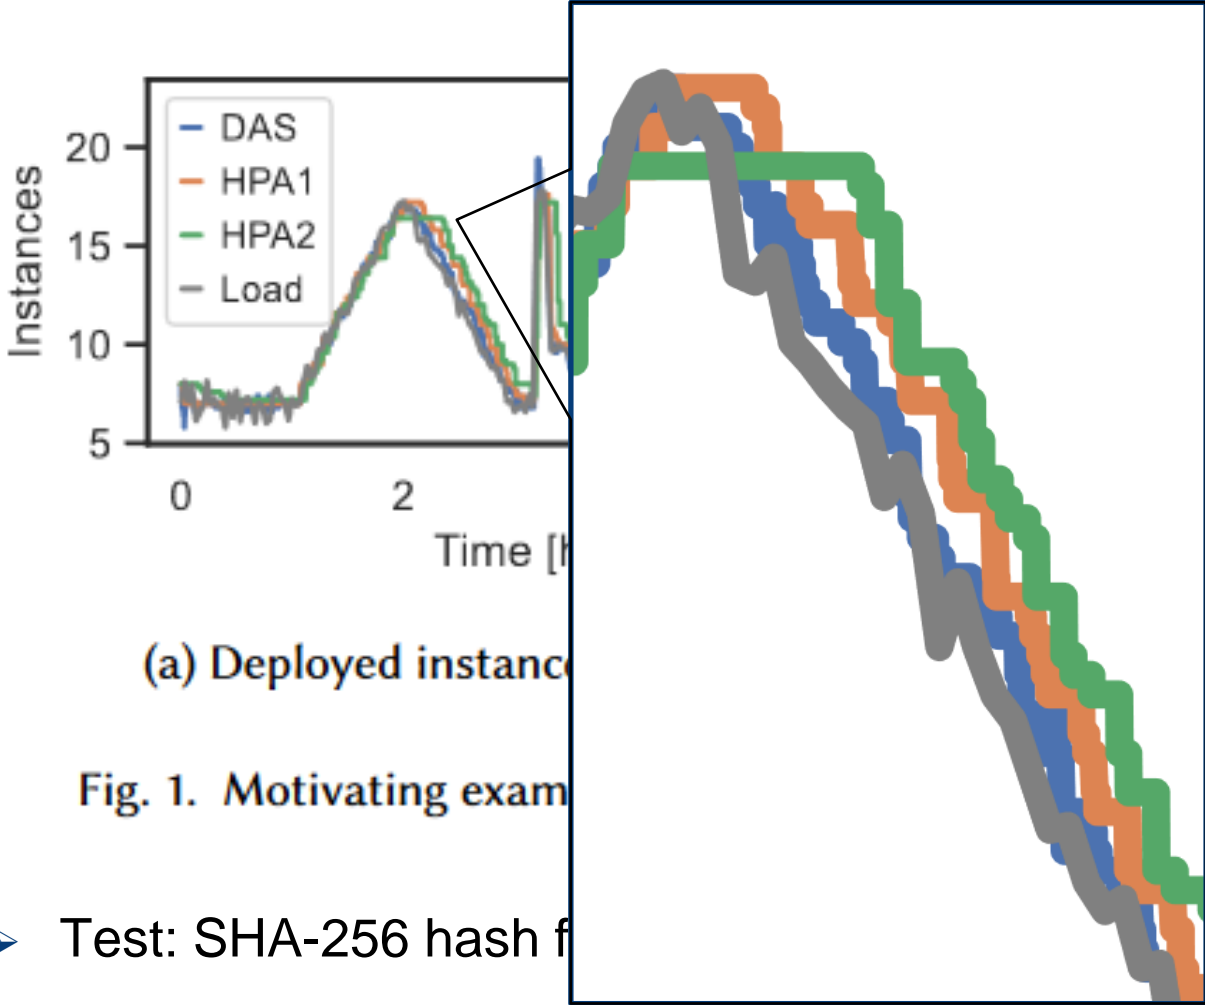 DAS
HPA1
HPA2
Load
Instances
20
15
10
5
0 2
Time [h
(a) Deployed instanc
Fig. 1. Motivating exam
Test: SHA-256 hash f